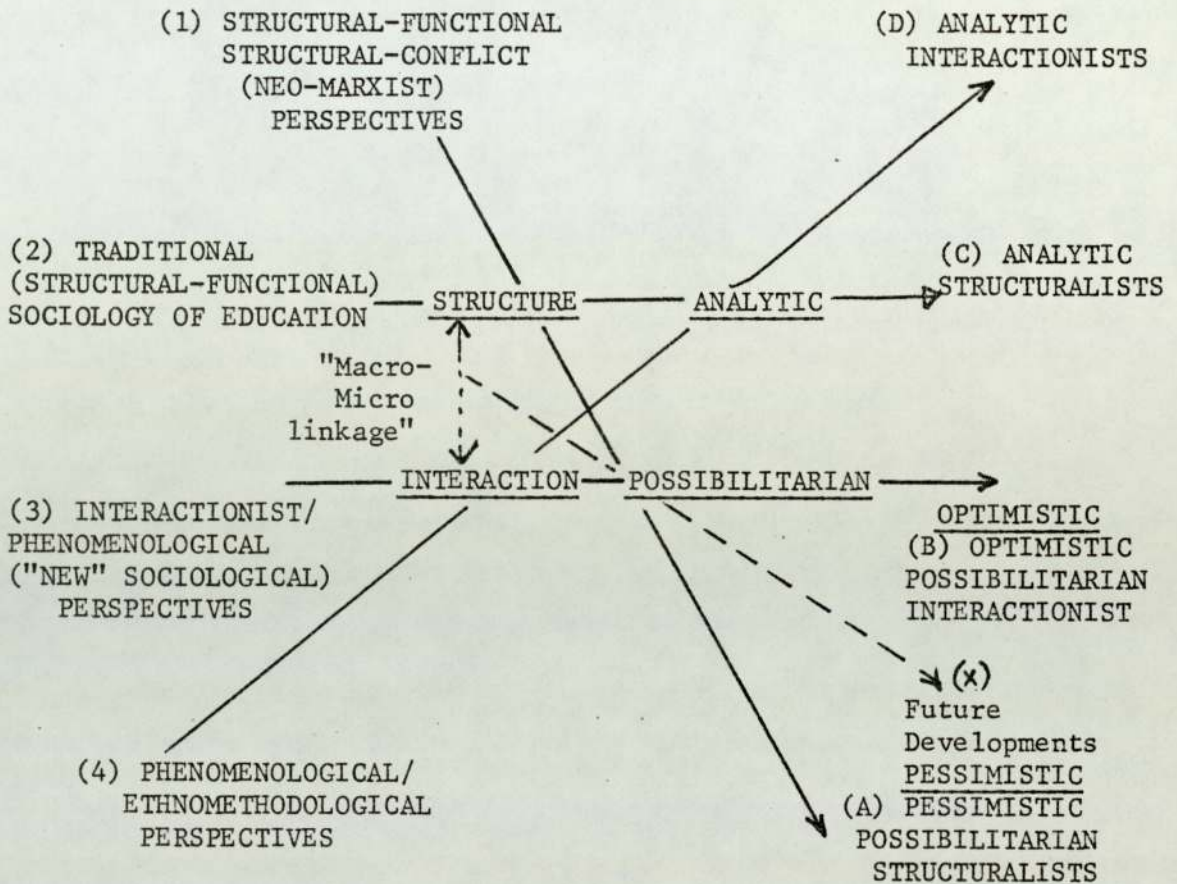 (1) STRUCTURAL-FUNCTIONAL
STRUCTURAL-CONFLICT
(NEO-MARXIST)
PERSPECTIVES
(D) ANALYTIC
INTERACTIONISTS
(2) TRADITIONAL
(STRUCTURAL-FUNCTIONAL)
SOCIOLOGY OF EDUCATION
STRUCTURE
ANALYTIC
(C) ANALYTIC
STRUCTURALISTS
"Macro-
Micro
linkage"
INTERACTION
POSSIBILITARIAN
(3) INTERACTIONIST/
PHENOMENOLOGICAL
("NEW" SOCIOLOGICAL)
PERSPECTIVES
OPTIMISTIC
(B) OPTIMISTIC
POSSIBILITARIAN
INTERACTIONIST
(x)
Future
Developments
PESSIMISTIC
(A) PESSIMISTIC
POSSIBILITARIAN
STRUCTURALISTS
(4) PHENOMENOLOGICAL/
ETHNOMETHODOLOGICAL
PERSPECTIVES